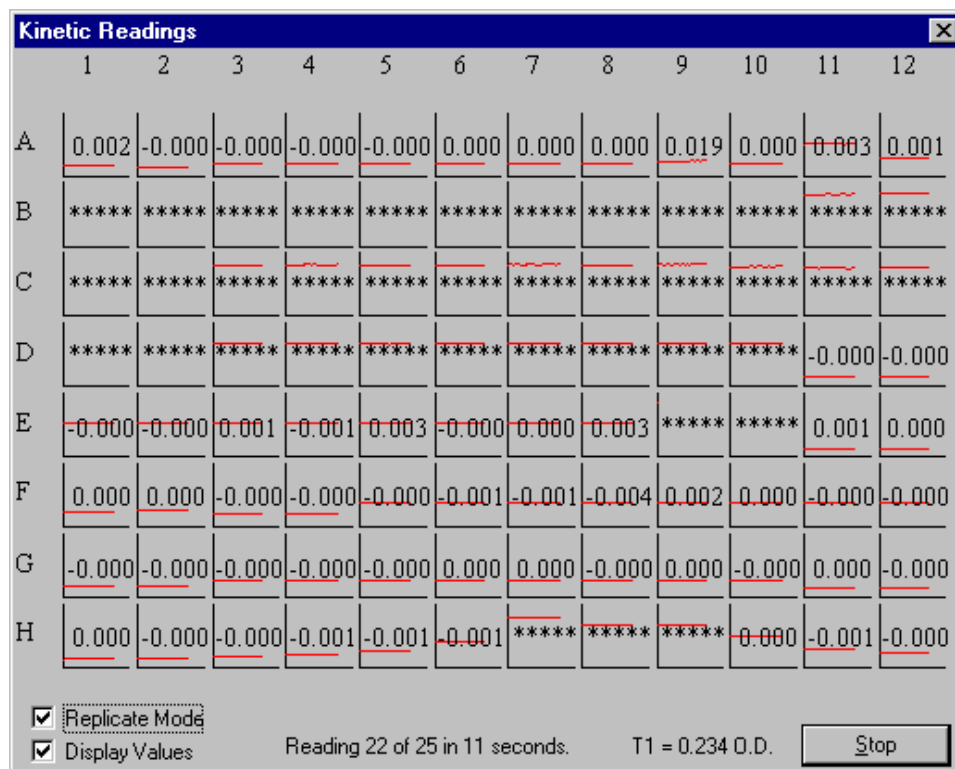 Kinetic Readings
1 2 3 4 5 6 7 8 9 10 11 12
A 0.002 -0.000 -0.000 -0.000 -0.000 0.000 0.000 0.000 0.019 0.000 0.003 0.001
B ***** ***** ***** ***** ***** ***** ***** ***** ***** ***** ***** *****
C ***** ***** ***** ***** ***** ***** ***** ***** ***** ***** ***** *****
D ***** ***** ***** ***** ***** ***** ***** ***** ***** ***** -0.000 -0.000
E -0.000 -0.000 0.001 -0.001 0.003 -0.000 0.000 0.003 ***** ***** 0.001 0.000
F 0.000 0.000 -0.000 -0.000 -0.000 -0.001 -0.001 -0.004 0.002 0.000 -0.000 -0.000
G -0.000 -0.000 -0.000 -0.000 -0.000 0.000 0.000 -0.000 0.000 -0.000 0.000 -0.000
H 0.000 -0.000 -0.000 -0.001 -0.001 -0.001 ***** ***** ***** 0.000 -0.001 -0.000
Replicate Mode
Display Values Reading 22 of 25 in 11 seconds. T1 = 0.234 O.D. Stop